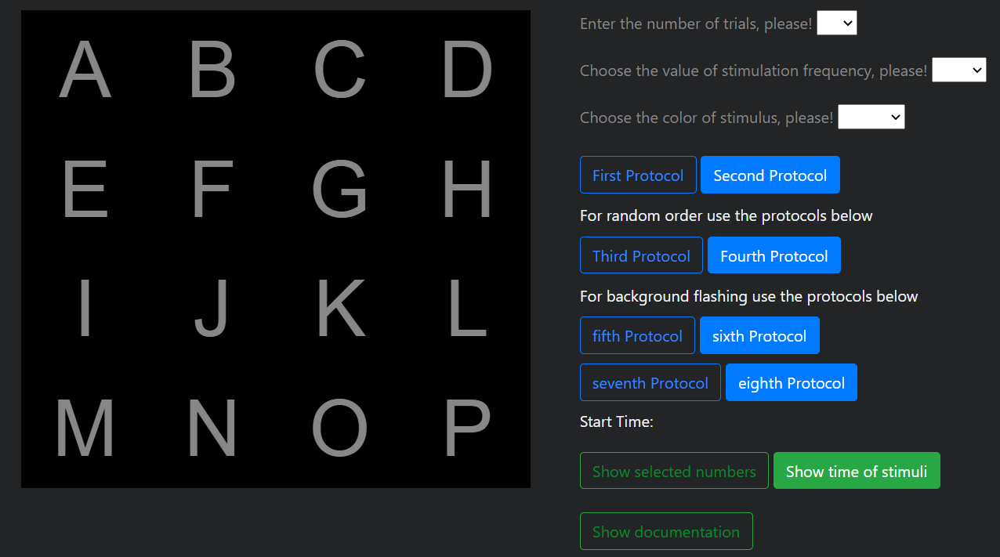 A B C D
E F G H
I J K L
M N O P
Enter the number of trials, please!
Choose the value of stimulation frequency, please!
Choose the color of stimulus, please!
First Protocol Second Protocol
For random order use the protocols below
Third Protocol Fourth Protocol
For background flashing use the protocols below
fifth Protocol sixth Protocol
seventh Protocol eighth Protocol
Start Time:
Show selected numbers Show time of stimuli
Show documentation